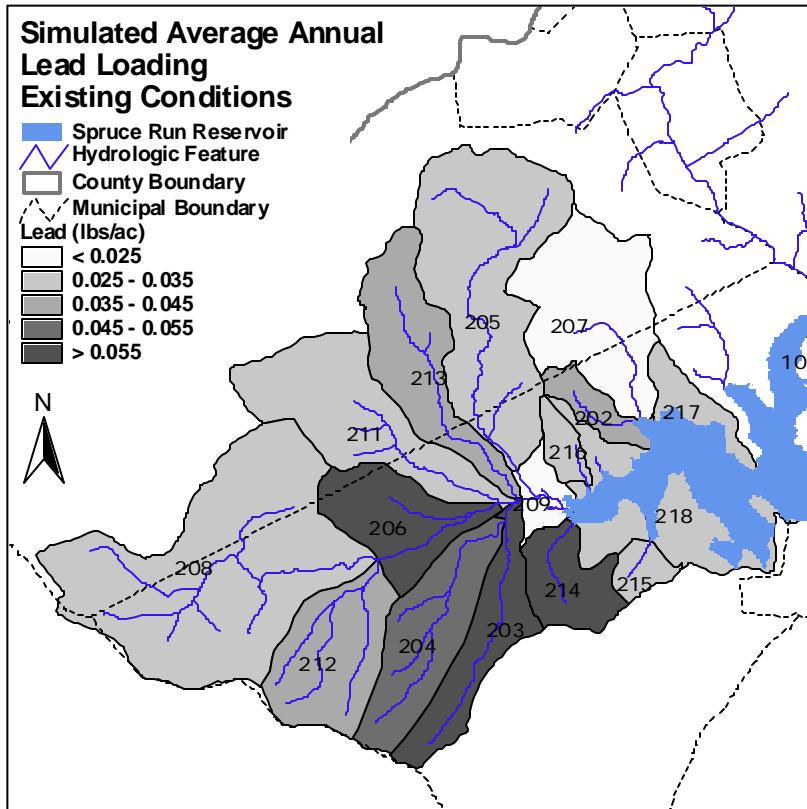 Simulated Average Annual
Lead Loading
Existing Conditions
Spruce Run Reservoir
Hydrologic Feature
County Boundary
Municipal Boundary
Lead (lbs/ac)
< 0.025
0.025 - 0.035
0.035 - 0.045
0.045 - 0.055
> 0.055
N
205
207
10
213
202
217
211
216
209
218
206
208
214
215
203
204
212